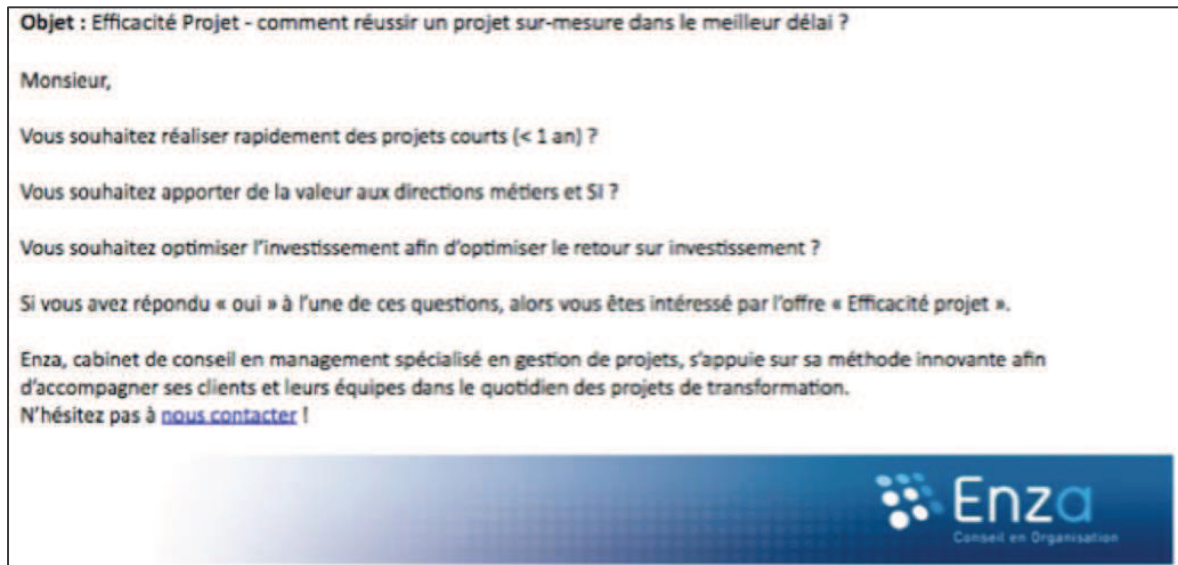 Objet : Efficacité Projet - comment réussir un projet sur-mesure dans le meilleur délai ?
Monsieur,
Vous souhaitez réaliser rapidement des projets courts (< 1 an) ?
Vous souhaitez apporter de la valeur aux directions métiers et SI ?
Vous souhaitez optimiser l'investissement afin d'optimiser le retour sur investissement ?
Si vous avez répondu « oui » à l'une de ces questions, alors vous êtes intéressé par l'offre « Efficacité projet ».
Enza, cabinet de conseil en management spécialisé en gestion de projets, s'appuie sur sa méthode innovante afin
d'accompagner ses clients et leurs équipes dans le quotidien des projets de transformation.
N'hésitez pas à nous contacter !
Enza
Conseil en Organisation